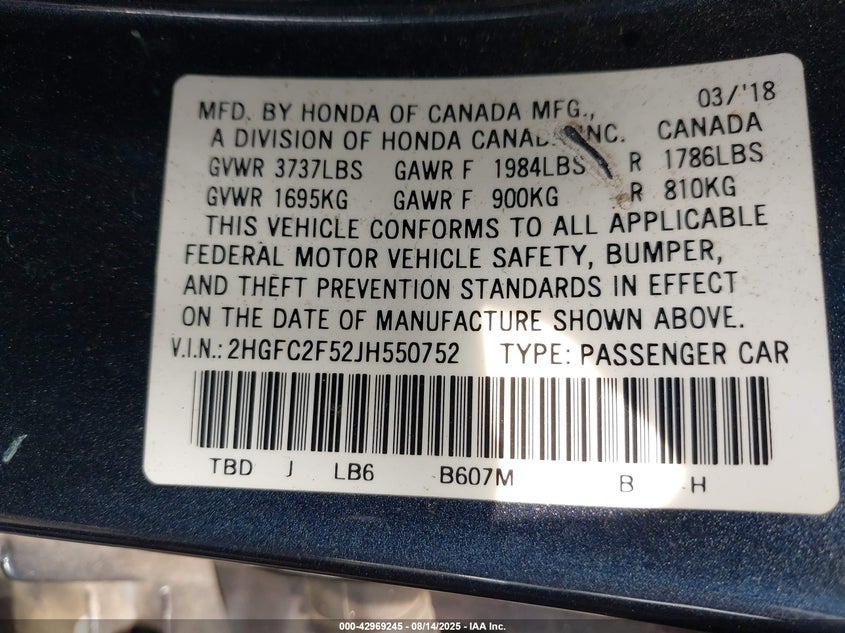 03/'18
MFD. BY HONDA OF CANADA MFG.,
A DIVISION OF HONDA INC. CANADA
GVWR 3737LBS GAWR F 1984LBS R 1786LBS
GVWR 1695KG GAWR F 900KG R 810KG
THIS VEHICLE CONFORMS TO ALL APPLICABLE
FEDERAL MOTOR VEHICLE SAFETY, BUMPER,
AND THEFT PREVENTION STANDARDS IN EFFECT
ON THE DATE OF MANUFACTURE SHOWN ABOVE.
V.I.N.: 2HGFC2F52JH550752 TYPE: PASSENGER CAR
TBD J LB6 B607M B H
000-42969245 - 08/14/2025 - IAA Inc.